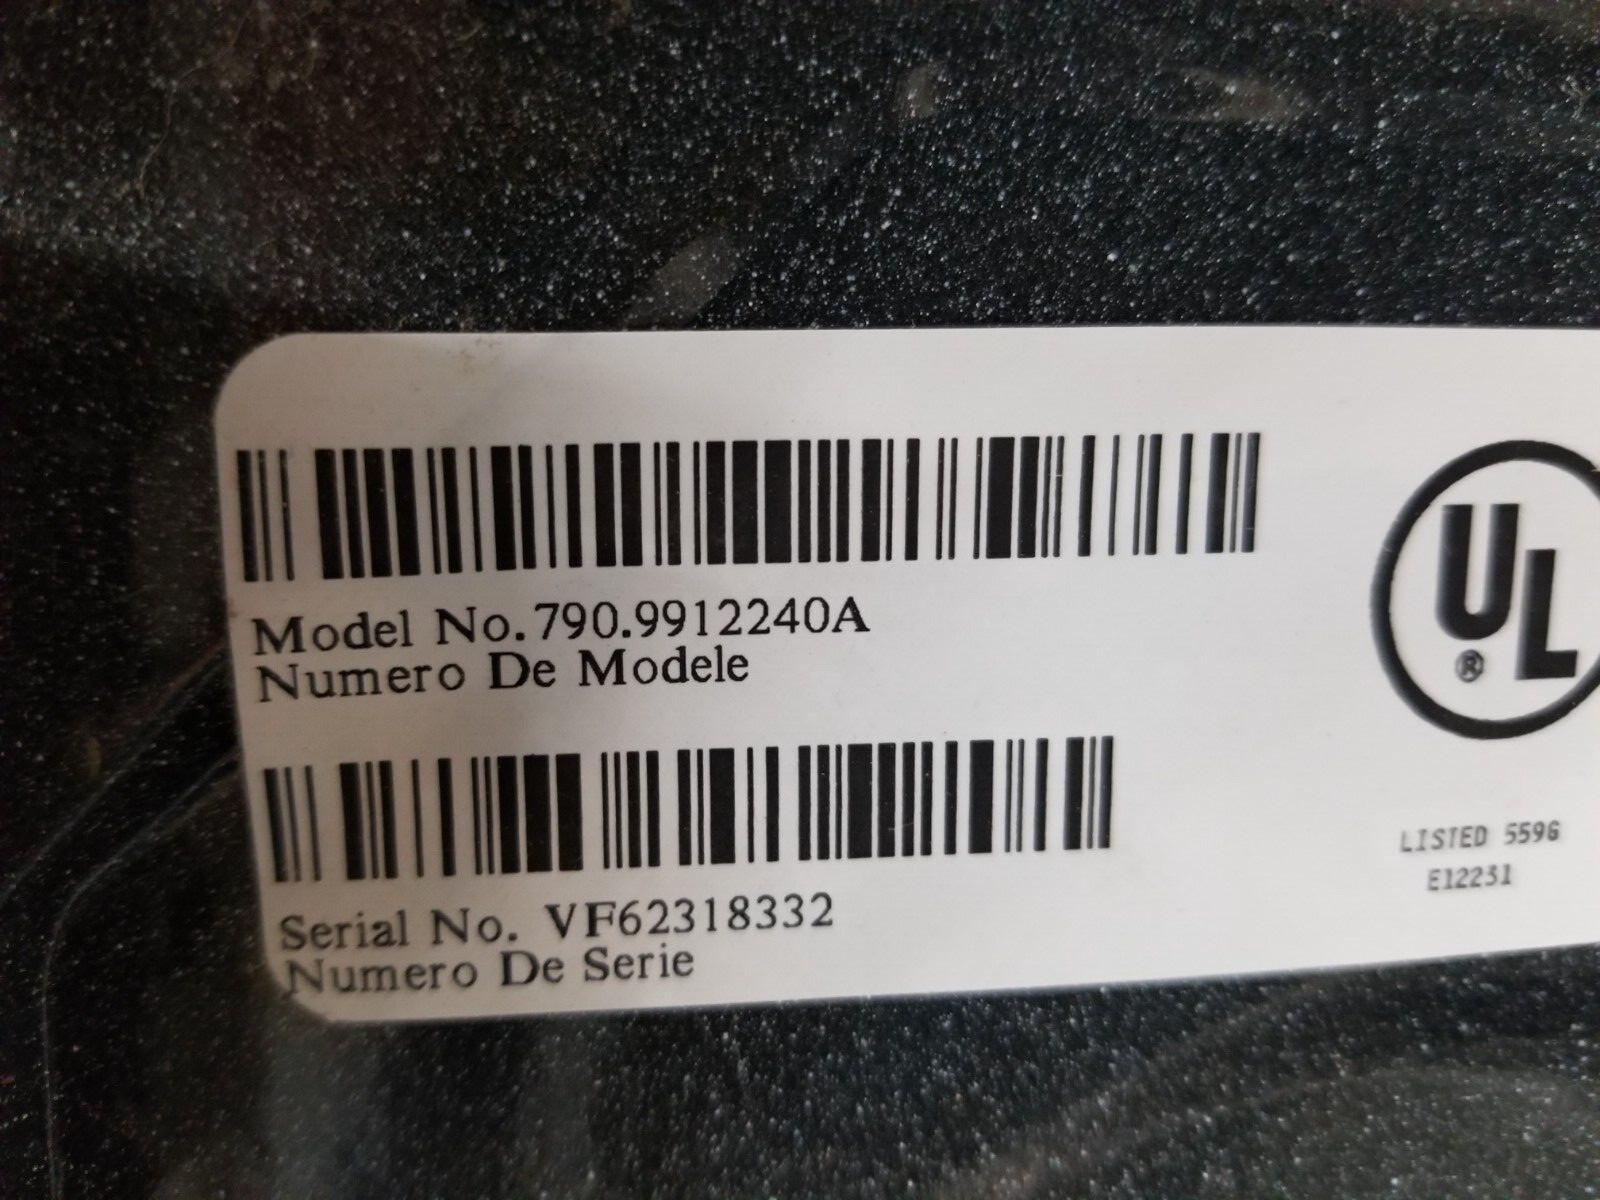 Model No.790.9912240A
Numero De Modele
Serial No. VF62318332
Numero De Serie
UL
®
LISTED 559G
E12231